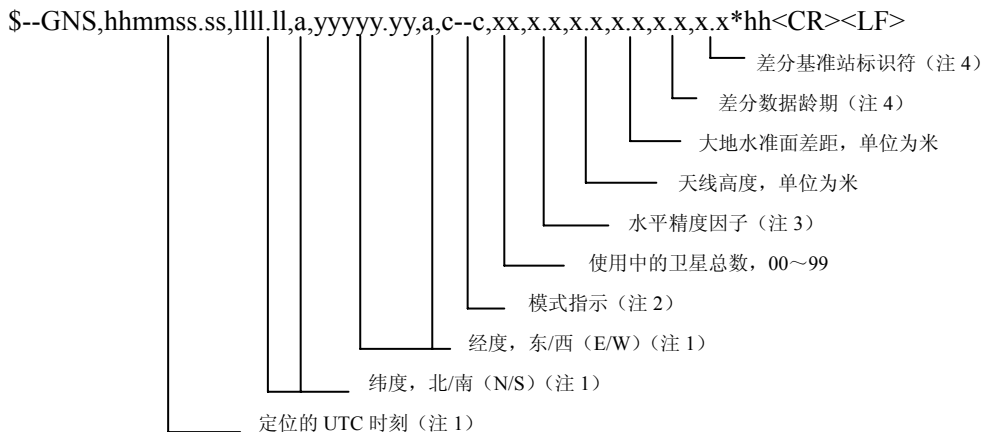 $--GNS,hhmmss.ss,llll.ll,a,yyyyy.yy,a,c--c,xx,x.x,x.x,x.x,x.x,x.x*hh<CR><LF>
差分基准站标识符（注 4）
差分数据龄期（注 4）
大地水准面差距，单位为米
天线高度，单位为米
水平精度因子（注 3）
使用中的卫星总数，00～99
模式指示（注 2）
经度，东/西（E/W）（注 1）
纬度，北/南（N/S）（注 1）
定位的 UTC 时刻（注 1）